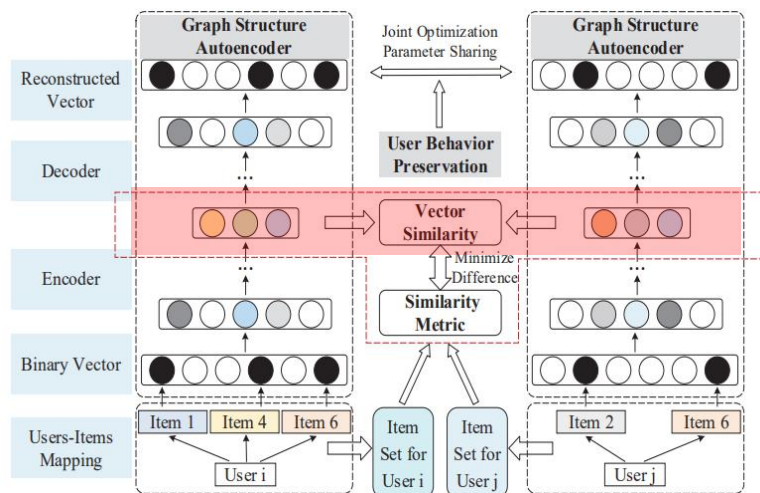 Graph Structure
Autoencoder
Joint Optimization
Parameter Sharing
Graph Structure
Autoencoder
Reconstructed
Vector
User Behavior
Preservation
Decoder
...
...
Vector
Similarity
Minimize
Difference
Encoder
...
...
Similarity
Metric
Binary Vector
Users-Items
Mapping
Item 1
Item 4
Item 6
User i
Item
Set for
User i
Item
Set for
User j
Item 2
Item 6
User j